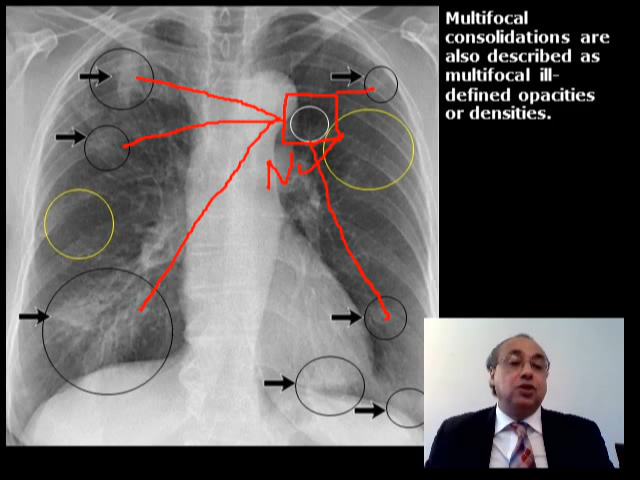 Multifocal
consolidations are
also described as
multifocal ill-
defined opacities
or densities.